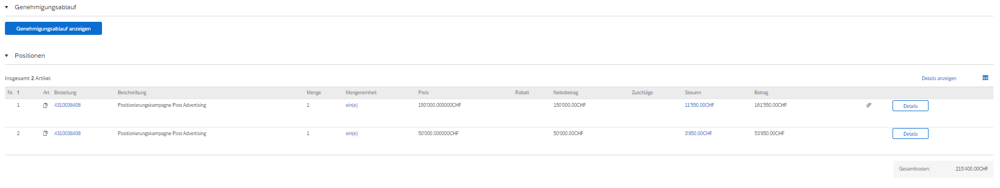 Genehmigungsablauf
Genehmigungsablauf anzeigen
Positionen
Insgesamt 2 Artikel Details anzeigen
Nr. ↑ Art Bestellung Beschreibung Menge Mengeneinheit Preis Rabatt Nettobetrag Zuschläge Steuern Betrag
1 4310038408 Positionierungskampagne Post Advertising 1 ein(e) 150'000.000000CHF 150'000.00CHF 11'550.00CHF 161'550.00CHF Details
2 4310038408 Positionierungskampagne Post Advertising 1 ein(e) 50'000.000000CHF 50'000.00CHF 3'850.00CHF 53'850.00CHF Details
Gesamtkosten: 215'400.00CHF